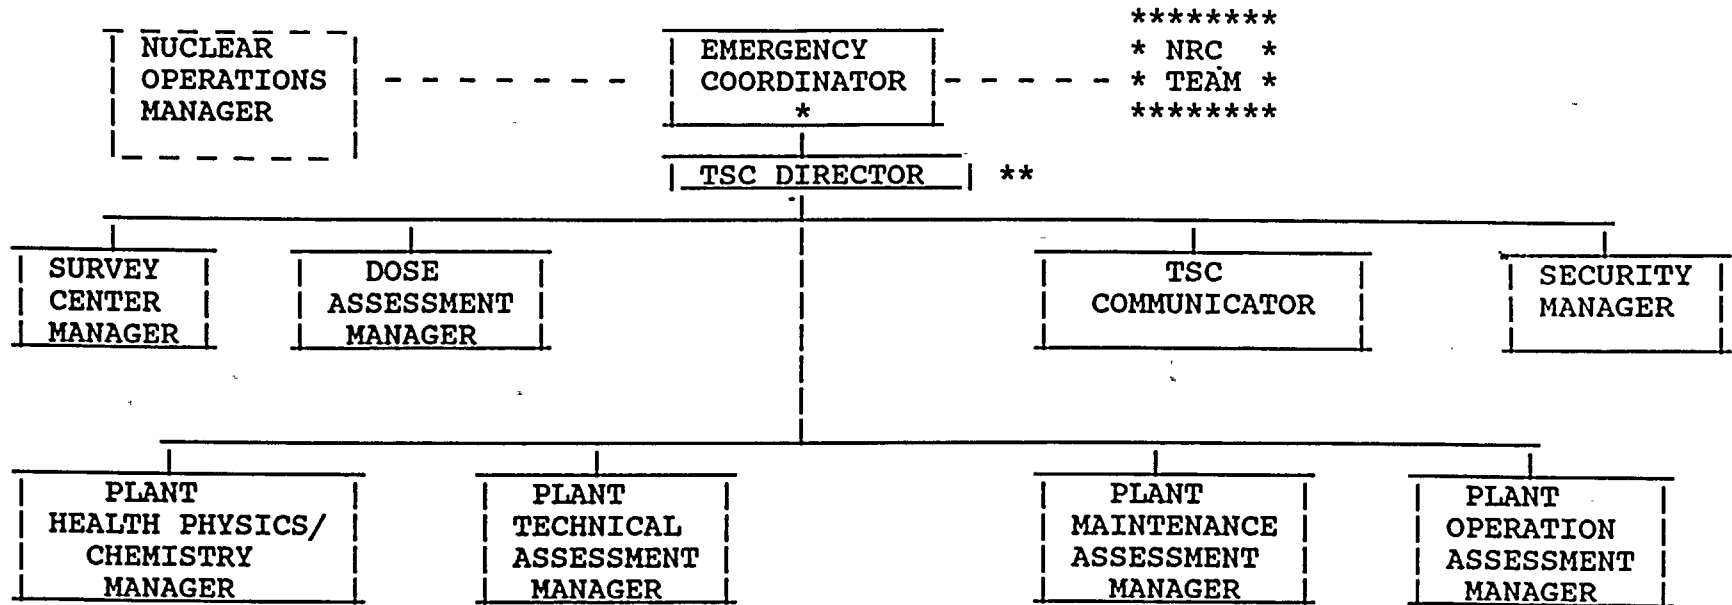 ********
NUCLEAR
OPERATIONS
MANAGER
EMERGENCY
COORDINATOR
*
* NRC *
* TEAM *
********
TSC DIRECTOR **
SURVEY
CENTER
MANAGER
DOSE
ASSESSMENT
MANAGER
TSC
COMMUNICATOR
SECURITY
MANAGER
PLANT
HEALTH PHYSICS/
CHEMISTRY
MANAGER
PLANT
TECHNICAL
ASSESSMENT
MANAGER
PLANT
MAINTENANCE
ASSESSMENT
MANAGER
PLANT
OPERATION
ASSESSMENT
MANAGER